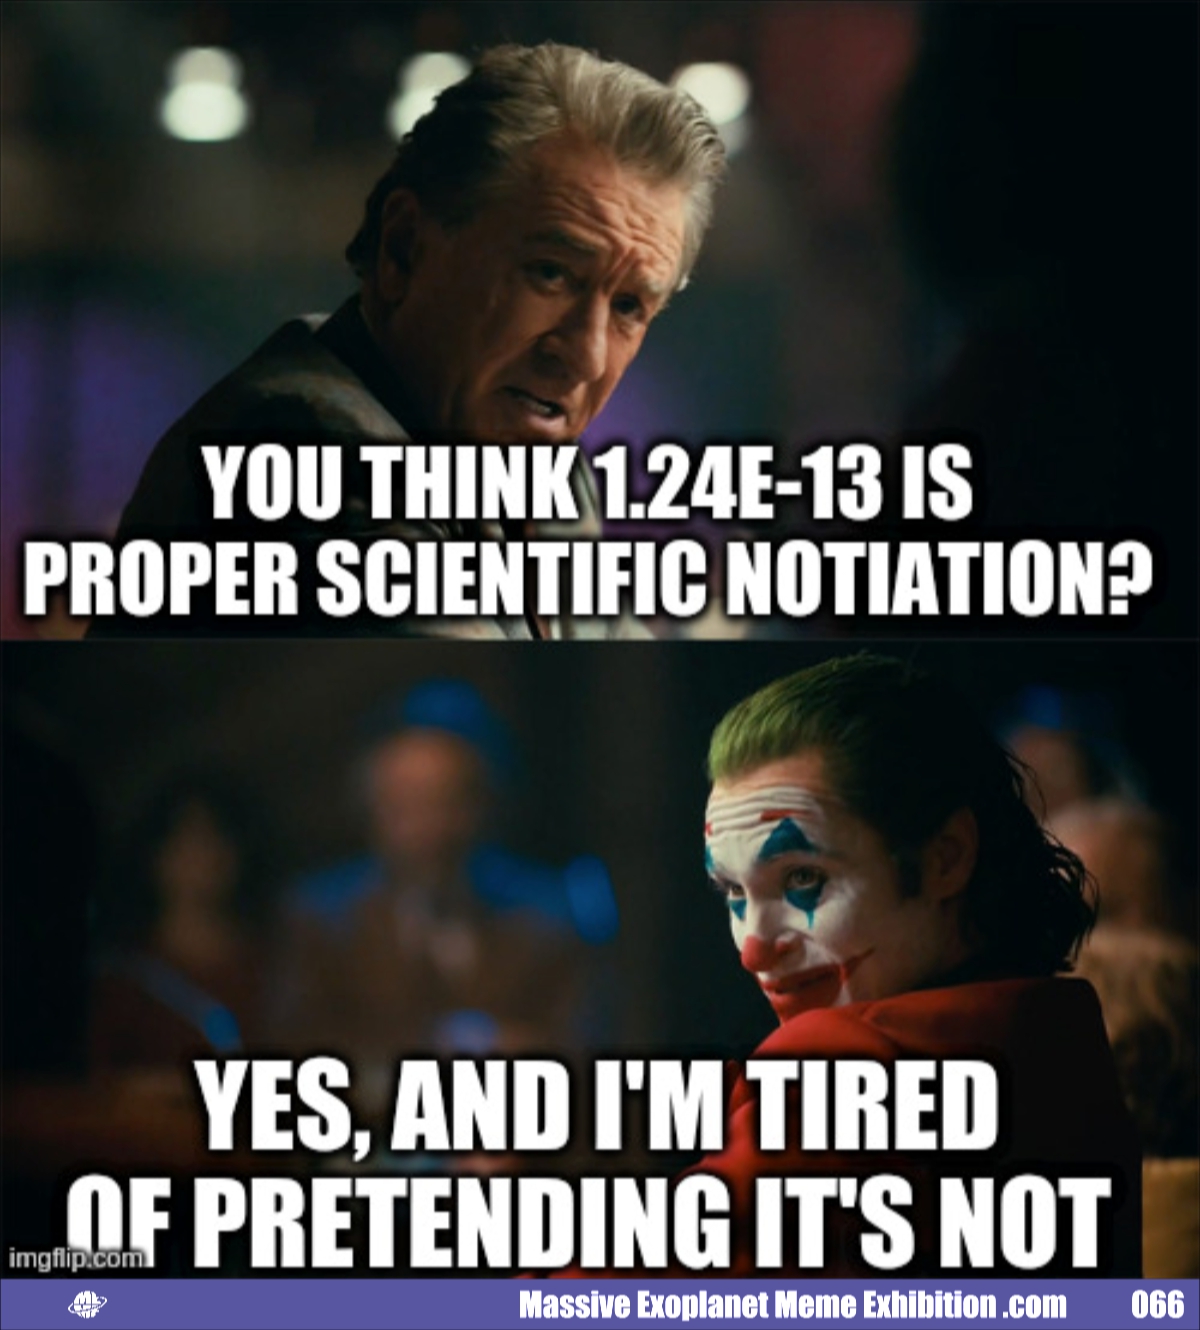 YOU THINK 1.24E-13 IS
PROPER SCIENTIFIC NOTIATION?
YES, AND I'M TIRED
OF PRETENDING IT'S NOT
imgflip.com
Massive Exoplanet Meme Exhibition .com 066